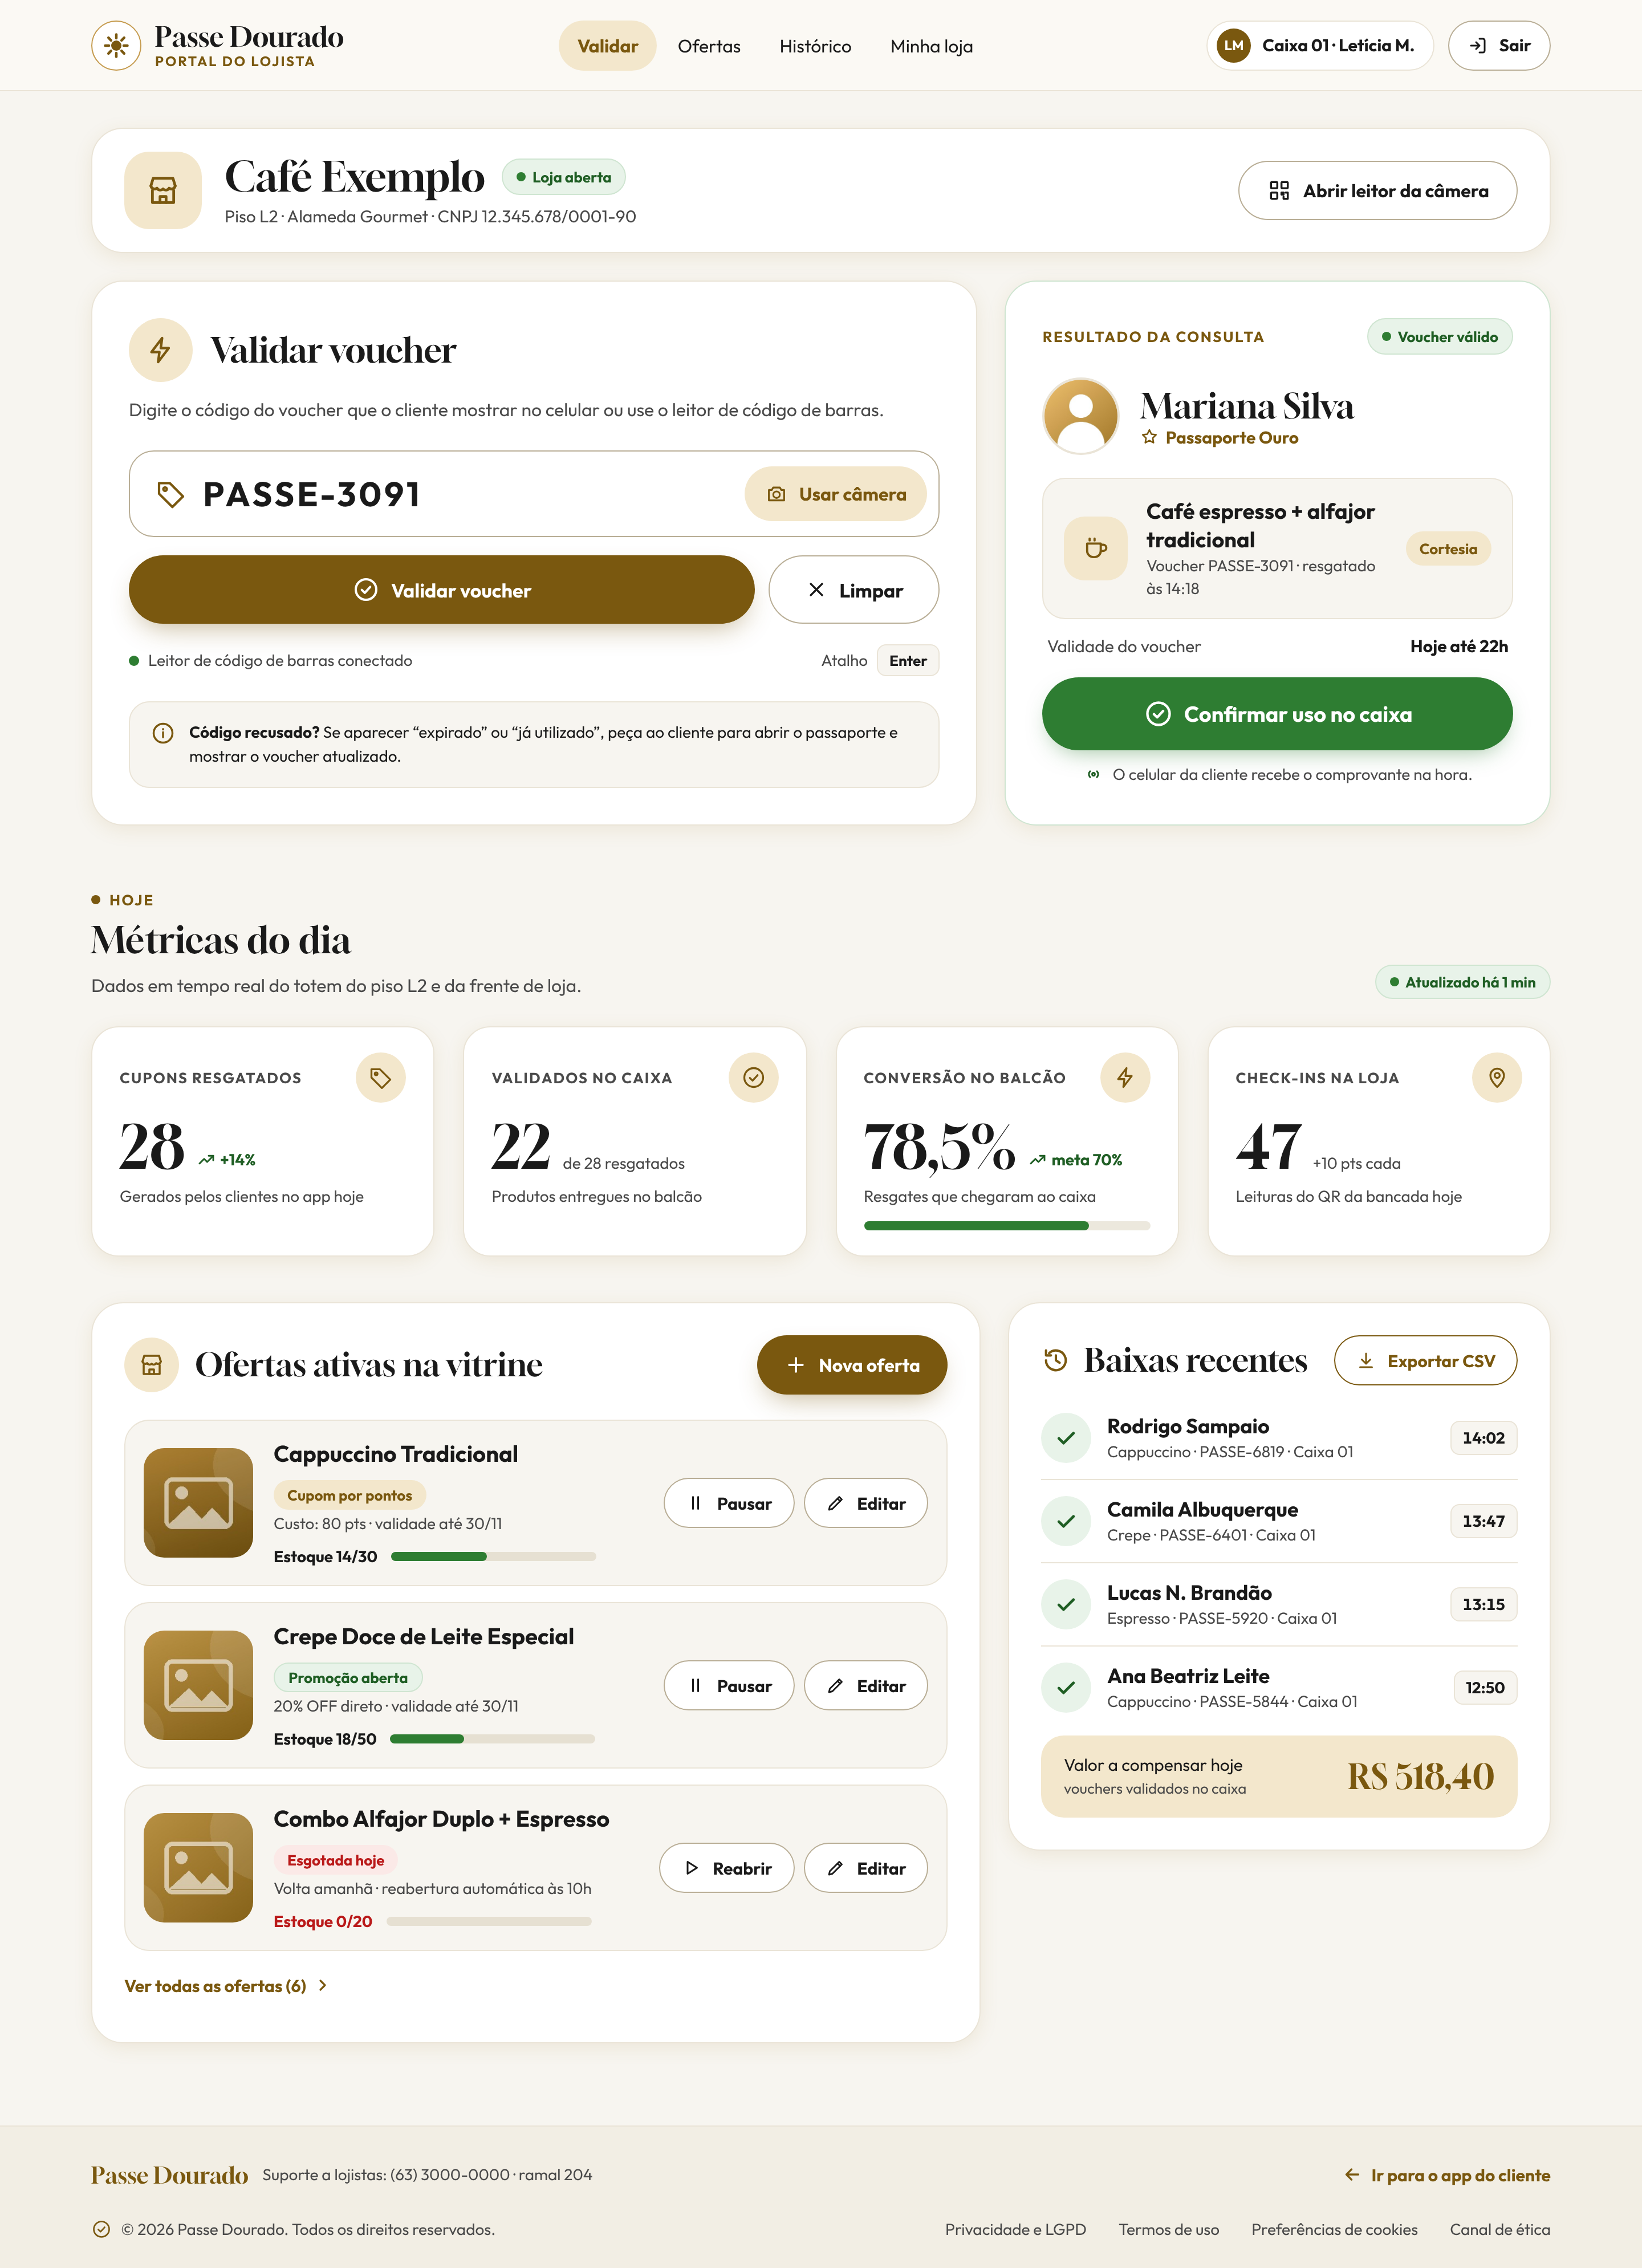 Passe Dourado
PORTAL DO LOJISTA
Validar
Ofertas
Histórico
Minha loja
LM
Caixa 01 · Letícia M.
Sair
Café Exemplo
Loja aberta
Piso L2 · Alameda Gourmet · CNPJ 12.345.678/0001-90
Abrir leitor da câmera
Validar voucher
Digite o código do voucher que o cliente mostrar no celular ou use o leitor de código de barras.
PASSE-3091
Usar câmera
Validar voucher
Limpar
Leitor de código de barras conectado
Atalho
Enter
Código recusado? Se aparecer “expirado” ou “já utilizado”, peça ao cliente para abrir o passaporte e
mostrar o voucher atualizado.
RESULTADO DA CONSULTA
Voucher válido
Mariana Silva
Passaporte Ouro
Café espresso + alfajor
tradicional
Voucher PASSE-3091 · resgatado
às 14:18
Cortesia
Validade do voucher
Hoje até 22h
Confirmar uso no caixa
O celular da cliente recebe o comprovante na hora.
HOJE
Métricas do dia
Dados em tempo real do totem do piso L2 e da frente de loja.
Atualizado há 1 min
CUPONS RESGATADOS
28
+14%
Gerados pelos clientes no app hoje
VALIDADOS NO CAIXA
22
de 28 resgatados
Produtos entregues no balcão
CONVERSÃO NO BALCÃO
78,5%
meta 70%
Resgates que chegaram ao caixa
CHECK-INS NA LOJA
47
+10 pts cada
Leituras do QR da bancada hoje
Ofertas ativas na vitrine
Nova oferta
Cappuccino Tradicional
Cupom por pontos
Custo: 80 pts · validade até 30/11
Estoque 14/30
Pausar
Editar
Crepe Doce de Leite Especial
Promoção aberta
20% OFF direto · validade até 30/11
Estoque 18/50
Pausar
Editar
Combo Alfajor Duplo + Espresso
Esgotada hoje
Volta amanhã · reabertura automática às 10h
Estoque 0/20
Reabrir
Editar
Ver todas as ofertas (6)
Baixas recentes
Exportar CSV
Rodrigo Sampaio
Cappuccino · PASSE-6819 · Caixa 01
14:02
Camila Albuquerque
Crepe · PASSE-6401 · Caixa 01
13:47
Lucas N. Brandão
Espresso · PASSE-5920 · Caixa 01
13:15
Ana Beatriz Leite
Cappuccino · PASSE-5844 · Caixa 01
12:50
Valor a compensar hoje
vouchers validados no caixa
R$ 518,40
Passe Dourado
Suporte a lojistas: (63) 3000-0000 · ramal 204
Ir para o app do cliente
© 2026 Passe Dourado. Todos os direitos reservados.
Privacidade e LGPD
Termos de uso
Preferências de cookies
Canal de ética